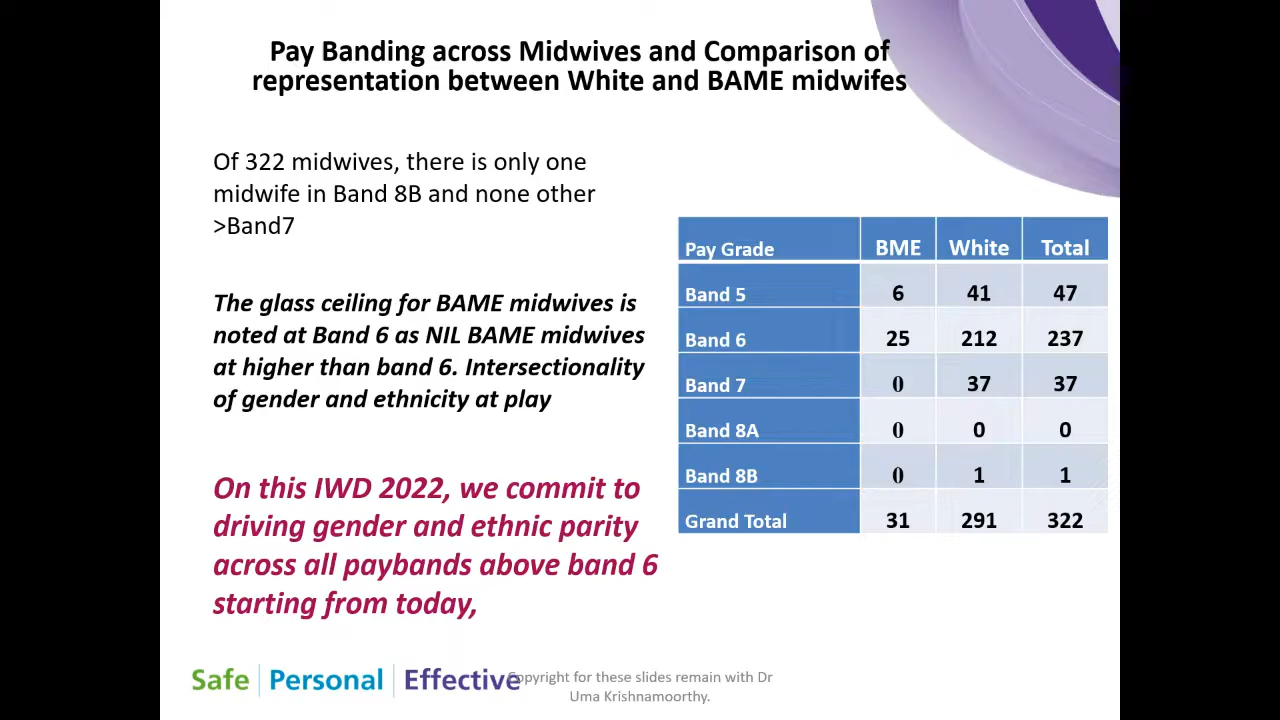 Pay Banding across Midwives and Comparison of
representation between White and BAME midwifes
Of 322 midwives, there is only one
midwife in Band 8B and none other
>Band7
The glass ceiling for BAME midwives is
noted at Band 6 as NIL BAME midwives
at higher than band 6. Intersectionality
of gender and ethnicity at play
On this IWD 2022, we commit to
driving gender and ethnic parity
across all paybands above band 6
starting from today,
Pay Grade BME White Total
Band 5 6 41 47
Band 6 25 212 237
Band 7 0 37 37
Band 8A 0 0 0
Band 8B 0 1 1
Grand Total 31 291 322
Safe Personal Effective
Copyright for these slides remain with Dr
Uma Krishnamoorthy.